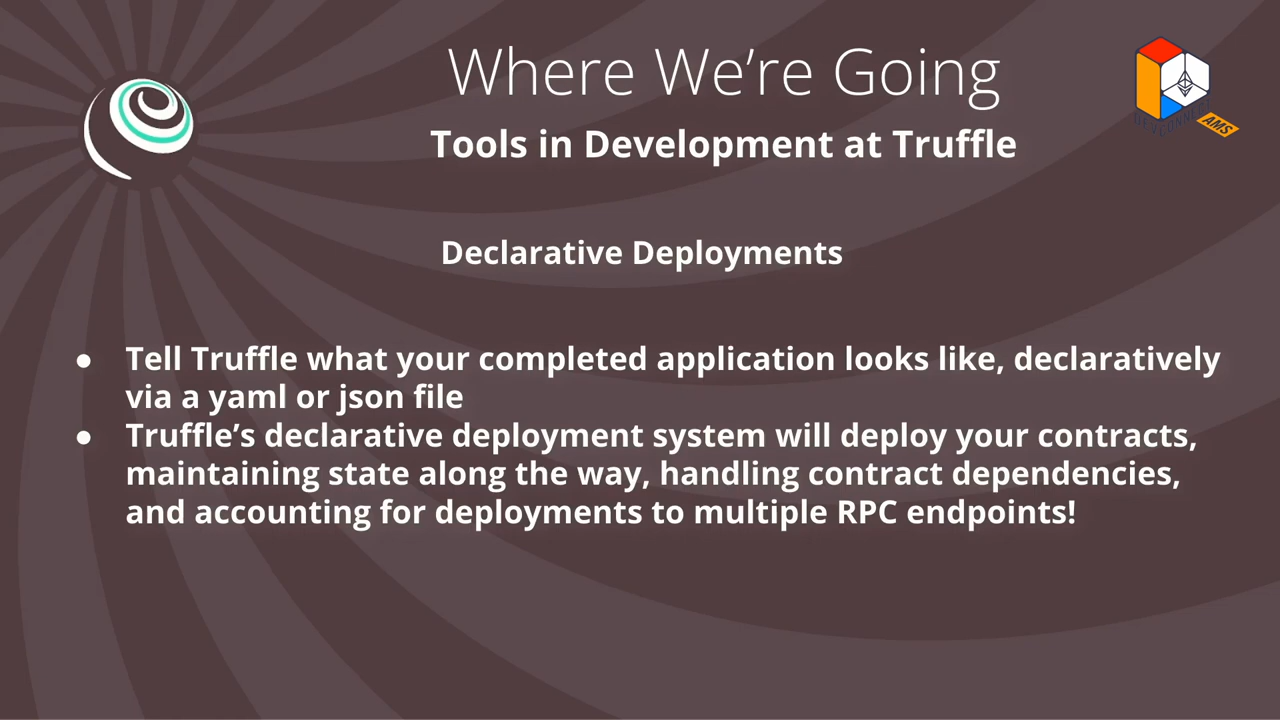 Where We’re Going
Tools in Development at Truffle
DEVCONNECT
AMS
Declarative Deployments
● Tell Truffle what your completed application looks like, declaratively
via a yaml or json file
● Truffle’s declarative deployment system will deploy your contracts,
maintaining state along the way, handling contract dependencies,
and accounting for deployments to multiple RPC endpoints!